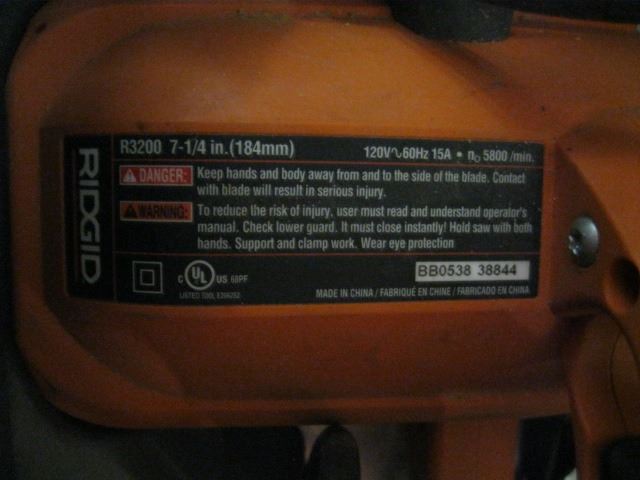 RIDGID
R3200 7-1/4 in.(184mm) 120V∿60Hz 15A • n₀ 5800 /min.
DANGER: Keep hands and body away from and to the side of the blade. Contact
with blade will result in serious injury.
WARNING: To reduce the risk of injury, user must read and understand operator's
manual. Check lower guard. It must close instantly! Hold saw with both
hands. Support and clamp work. Wear eye protection
C UL US 68PF
LISTED TOOL
BB0538 38844
MADE IN CHINA / FABRIQUÉ EN CHINE / FABRICADO EN CHINA